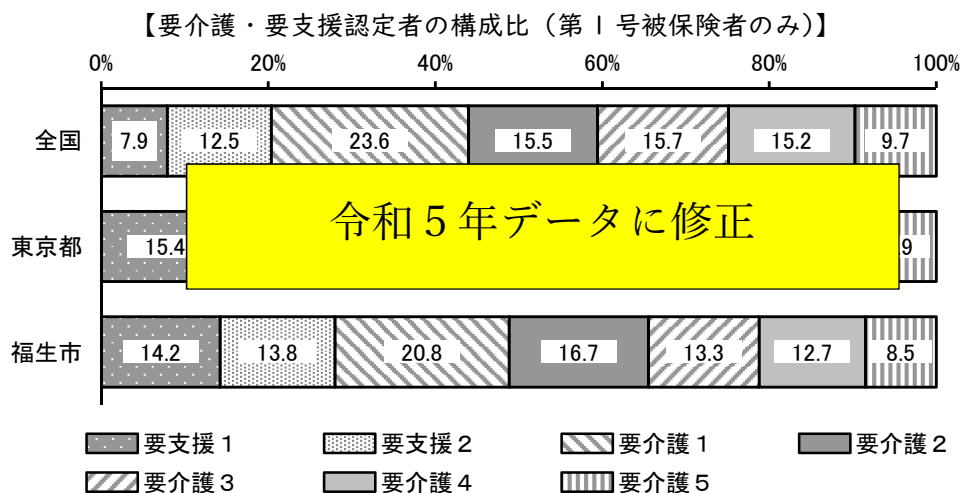 【要介護・要支援認定者の構成比（第１号被保険者のみ）】
0% 20% 40% 60% 80% 100%
全国 7.9 12.5 23.6 15.5 15.7 15.2 9.7
令和５年データに修正
東京都 15.4 9
福生市 14.2 13.8 20.8 16.7 13.3 12.7 8.5
要支援１ 要支援２ 要介護１ 要介護２
要介護３ 要介護４ 要介護５